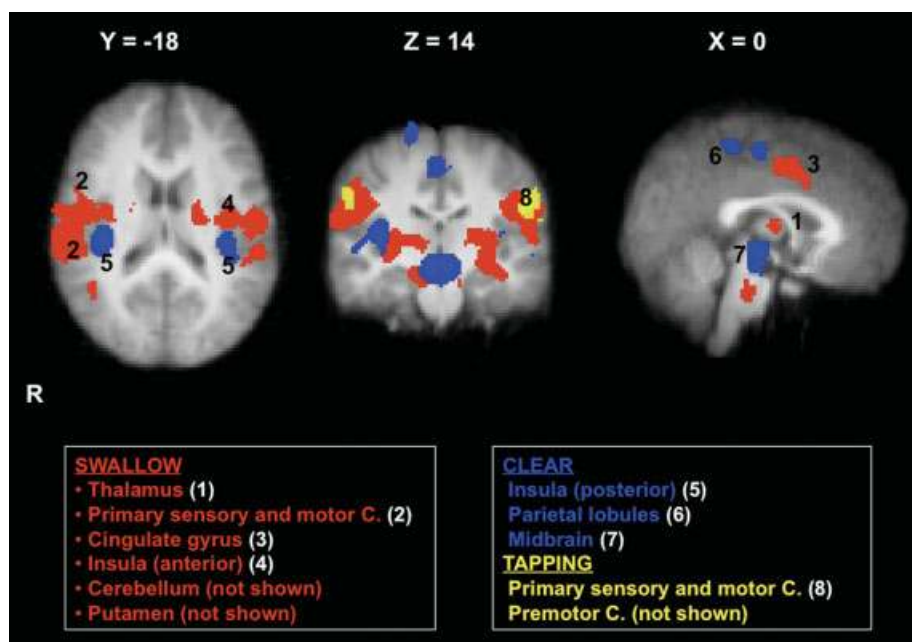 Y = -18 Z = 14 X = 0
6 3
2 4 8 1
2 7
5 5
R
SWALLOW
• Thalamus (1)
• Primary sensory and motor C. (2)
• Cingulate gyrus (3)
• Insula (anterior) (4)
• Cerebellum (not shown)
• Putamen (not shown)
CLEAR
Insula (posterior) (5)
Parietal lobules (6)
Midbrain (7)
TAPPING
Primary sensory and motor C. (8)
Premotor C. (not shown)